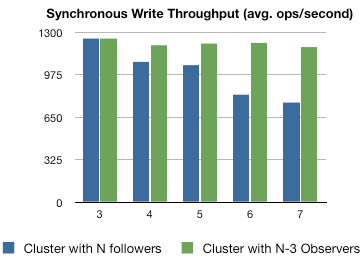 Synchronous Write Throughput (avg. ops/second)
1300
975
650
325
0
3 4 5 6 7
Cluster with N followers Cluster with N-3 Observers